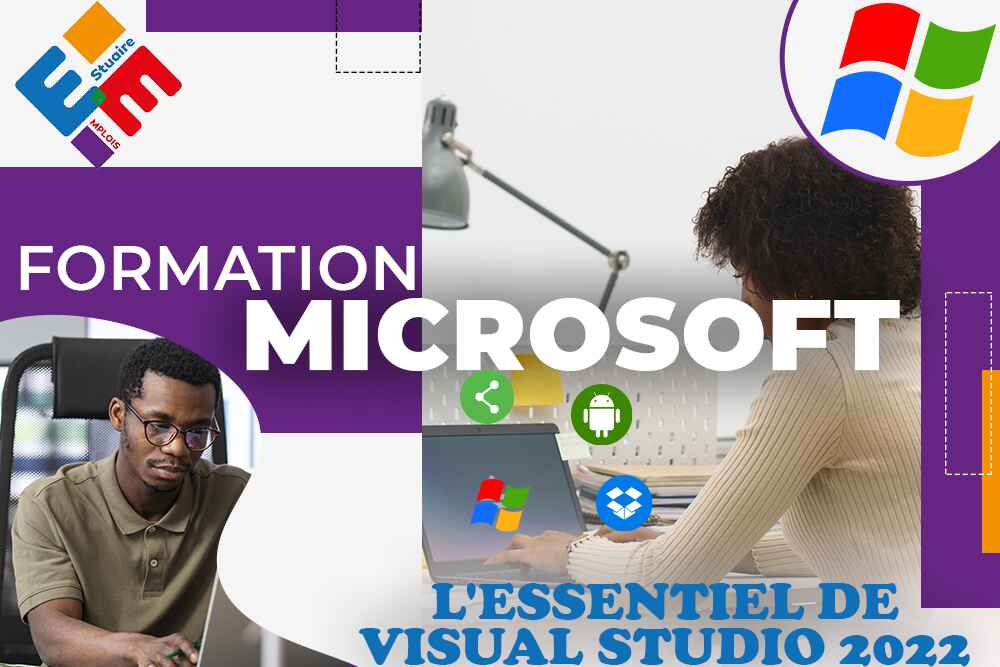 Stuaire
MPLOIS
FORMATION
MICROSOFT
L'ESSENTIEL DE
VISUAL STUDIO 2022